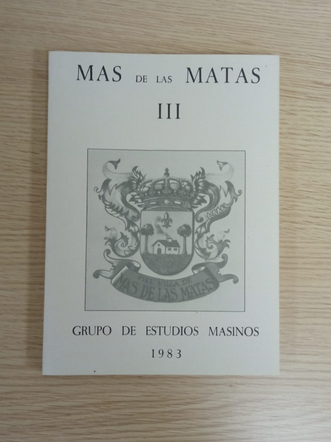 MAS DE LAS MATAS
III
MAS DE LAS MATAS
GRUPO DE ESTUDIOS MASINOS
1983